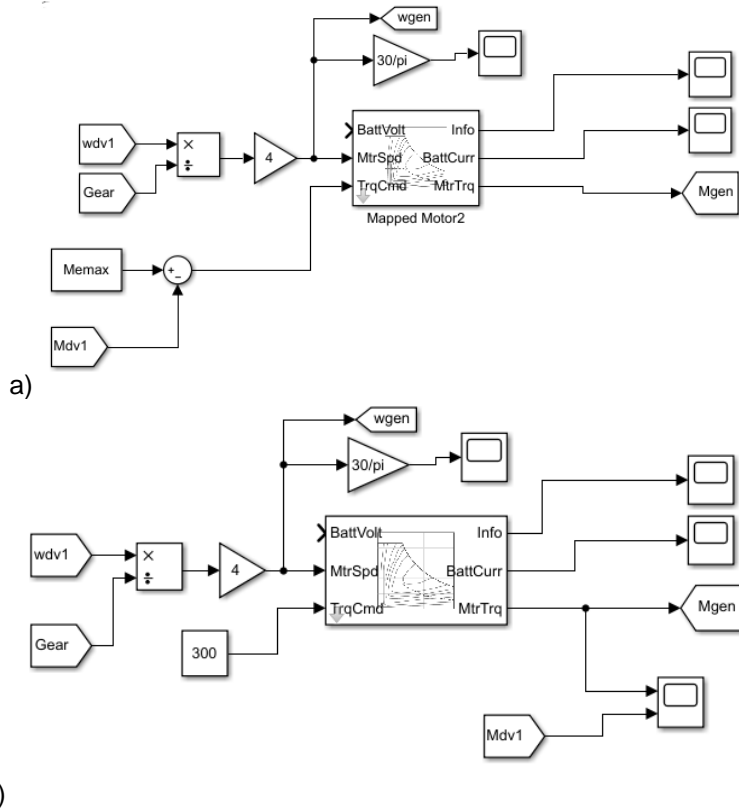 wgen
30/pi
wdv1
×
÷
Gear
4
BattVolt
Info
MtrSpd
BattCurr
TrqCmd
MtrTrq
Mgen
Mapped Motor2
Memax
+
−
Mdv1
a)
wgen
30/pi
wdv1
×
÷
Gear
4
BattVolt
Info
MtrSpd
BattCurr
TrqCmd
MtrTrq
Mgen
300
Mdv1
)